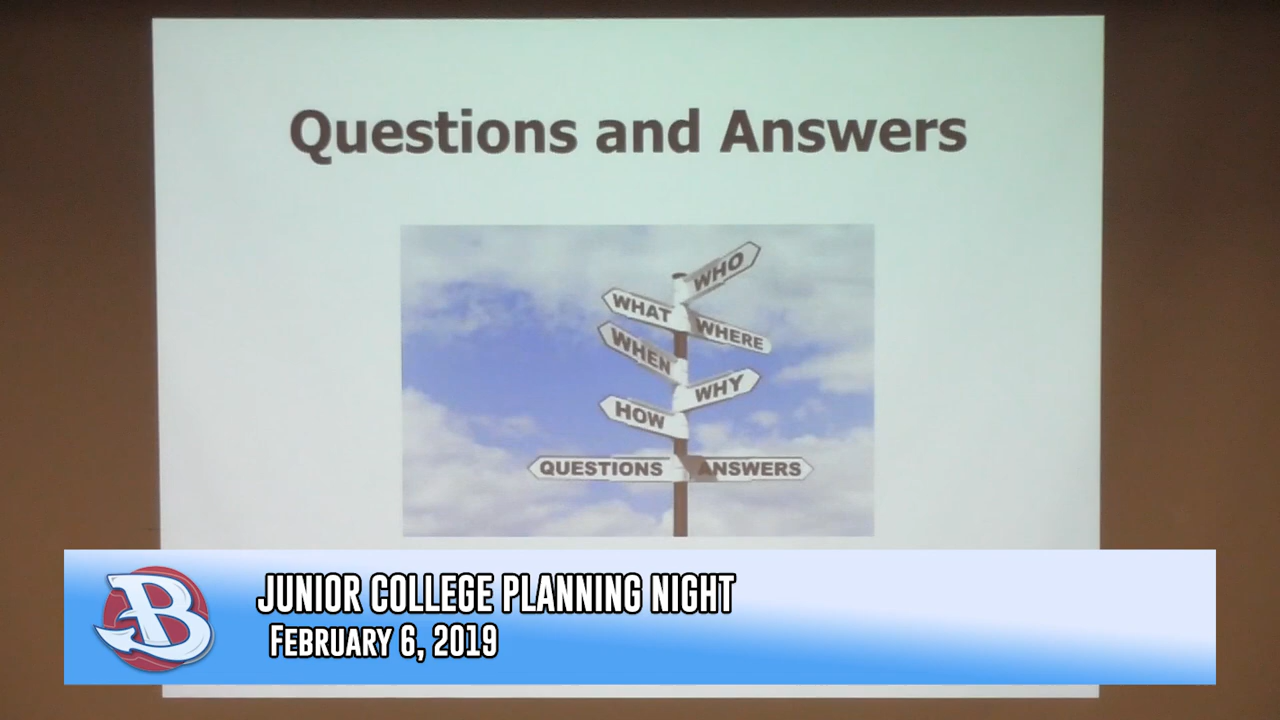 Questions and Answers
WHO
WHAT
WHERE
WHEN
WHY
HOW
QUESTIONS ANSWERS
B
JUNIOR COLLEGE PLANNING NIGHT
FEBRUARY 6, 2019